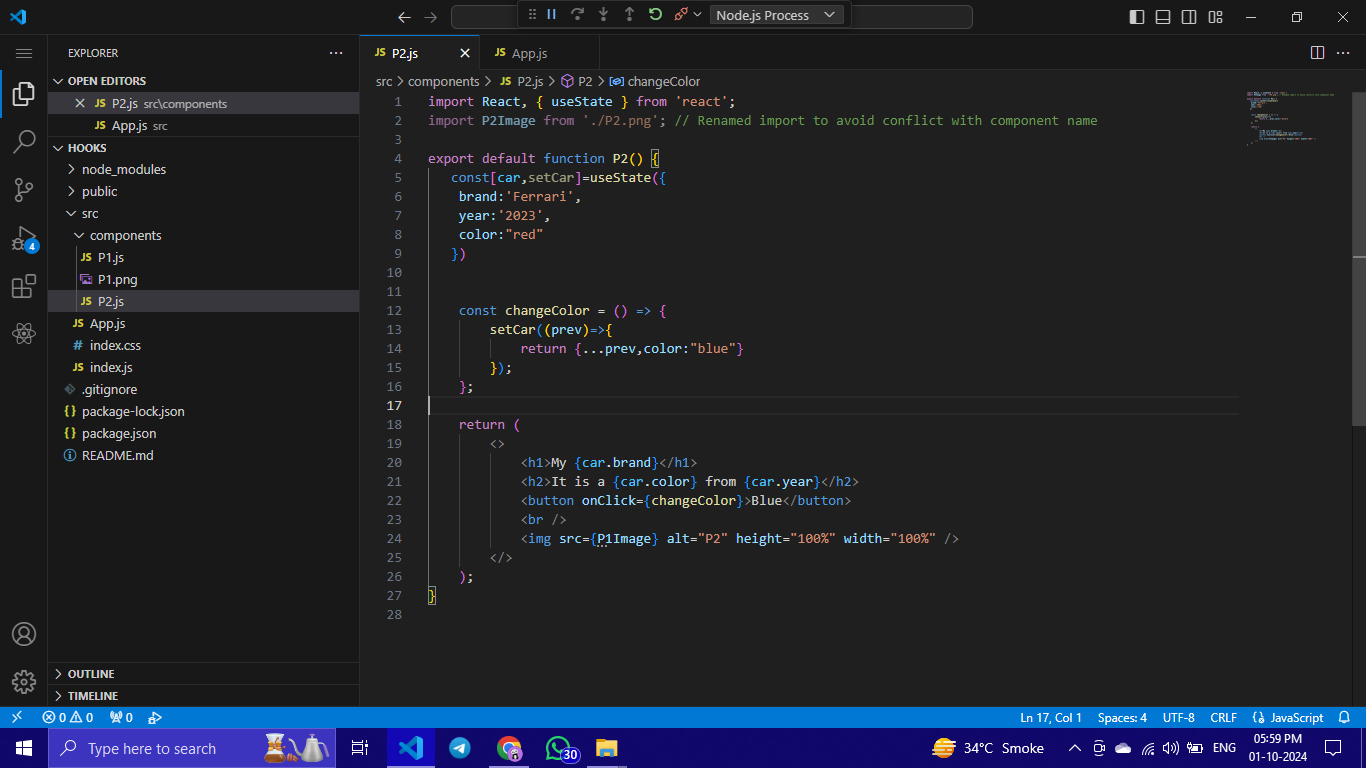 Node.js Process
EXPLORER
OPEN EDITORS
JS P2.js src\components
JS App.js src
HOOKS
node_modules
public
src
components
JS P1.js
P1.png
JS P2.js
JS App.js
# index.css
JS index.js
.gitignore
{} package-lock.json
{} package.json
README.md
OUTLINE
TIMELINE
4
JS P2.js
JS App.js
src > components > JS P2.js > P2 > changeColor
1 import React, { useState } from 'react';
2 import P2Image from './P2.png'; // Renamed import to avoid conflict with component name
3
4 export default function P2() {
5 const[car,setCar]=useState({
6 brand:'Ferrari',
7 year:'2023',
8 color:"red"
9 })
10
11
12 const changeColor = () => {
13 setCar((prev)=>{
14 return {...prev,color:"blue"}
15 });
16 };
17
18 return (
19 <>
20 <h1>My {car.brand}</h1>
21 <h2>It is a {car.color} from {car.year}</h2>
22 <button onClick={changeColor}>Blue</button>
23 <br />
24 <img src={P1Image} alt="P2" height="100%" width="100%" />
25 </>
26 );
27 }
28
0 0 0
Ln 17, Col 1 Spaces: 4 UTF-8 CRLF {} JavaScript
Type here to search
30
34°C Smoke
ENG
05:59 PM
01-10-2024